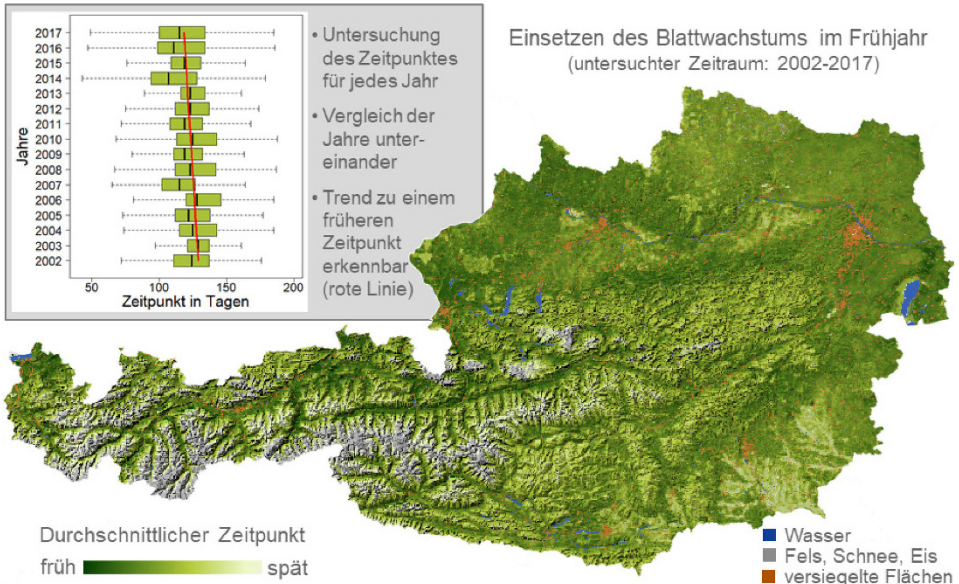 Einsetzen des Blattwachstums im Frühjahr
(untersuchter Zeitraum: 2002-2017)
Jahre
2017
2016
2015
2014
2013
2012
2011
2010
2009
2008
2007
2006
2005
2004
2003
2002
50 100 150 200
Zeitpunkt in Tagen
• Untersuchung
des Zeitpunktes
für jedes Jahr
• Vergleich der
Jahre unter-
einander
• Trend zu einem
früheren
Zeitpunkt
erkennbar
(rote Linie)
Durchschnittlicher Zeitpunkt
früh spät
Wasser
Fels, Schnee, Eis
versiegelte Flächen